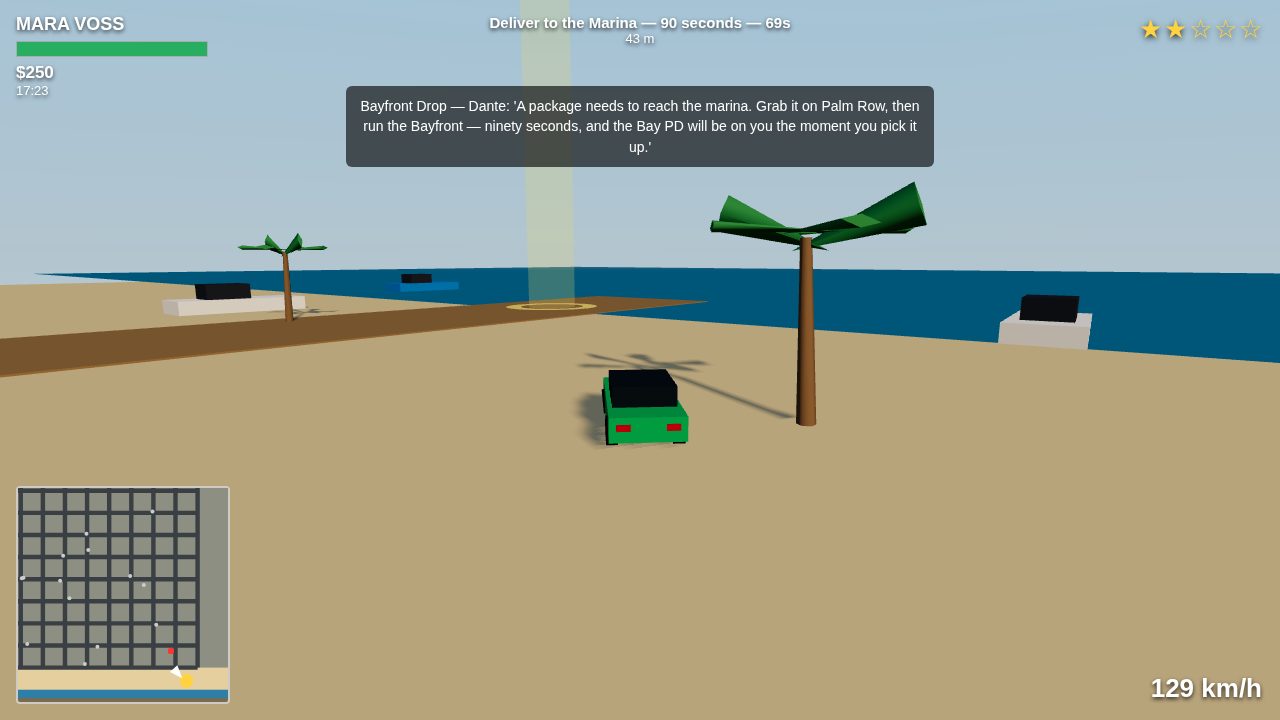 MARA VOSS
$250
17:23
Deliver to the Marina — 90 seconds — 69s
43 m
★★☆☆☆
Bayfront Drop — Dante: 'A package needs to reach the marina. Grab it on Palm Row, then
run the Bayfront — ninety seconds, and the Bay PD will be on you the moment you pick it
up.'
129 km/h